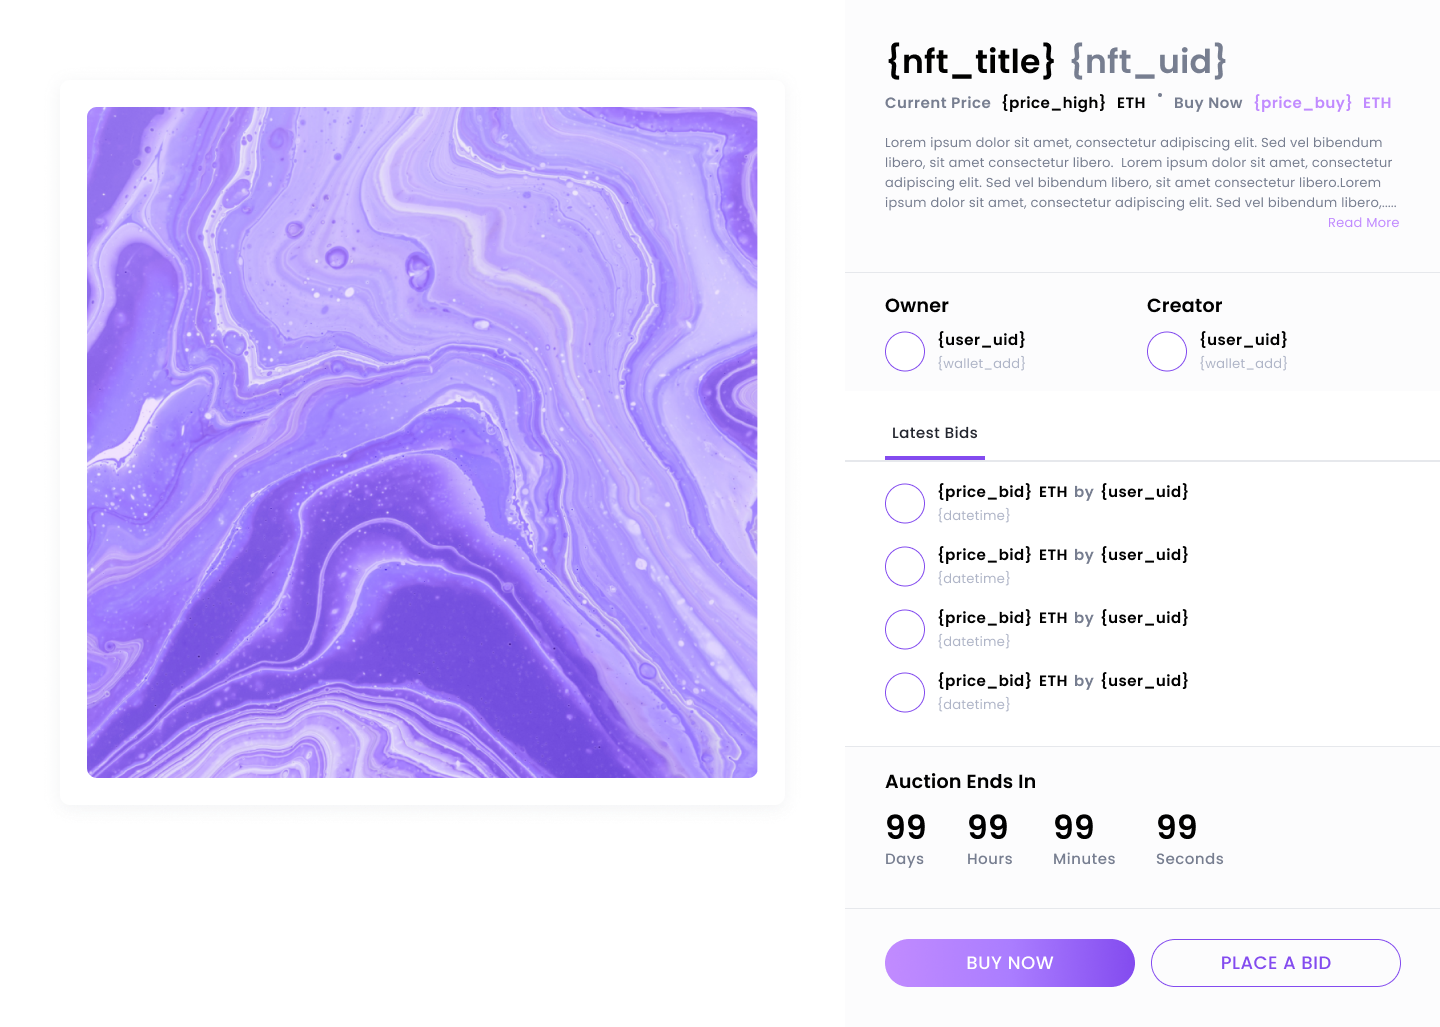 {nft_title} {nft_uid}
Current Price {price_high} ETH • Buy Now {price_buy} ETH
Lorem ipsum dolor sit amet, consectetur adipiscing elit. Sed vel bibendum
libero, sit amet consectetur libero. Lorem ipsum dolor sit amet, consectetur
adipiscing elit. Sed vel bibendum libero, sit amet consectetur libero.Lorem
ipsum dolor sit amet, consectetur adipiscing elit. Sed vel bibendum libero,.....
Read More
Owner
{user_uid}
{wallet_add}
Creator
{user_uid}
{wallet_add}
Latest Bids
{price_bid} ETH by {user_uid}
{datetime}
{price_bid} ETH by {user_uid}
{datetime}
{price_bid} ETH by {user_uid}
{datetime}
{price_bid} ETH by {user_uid}
{datetime}
Auction Ends In
99 99 99 99
Days Hours Minutes Seconds
BUY NOW PLACE A BID